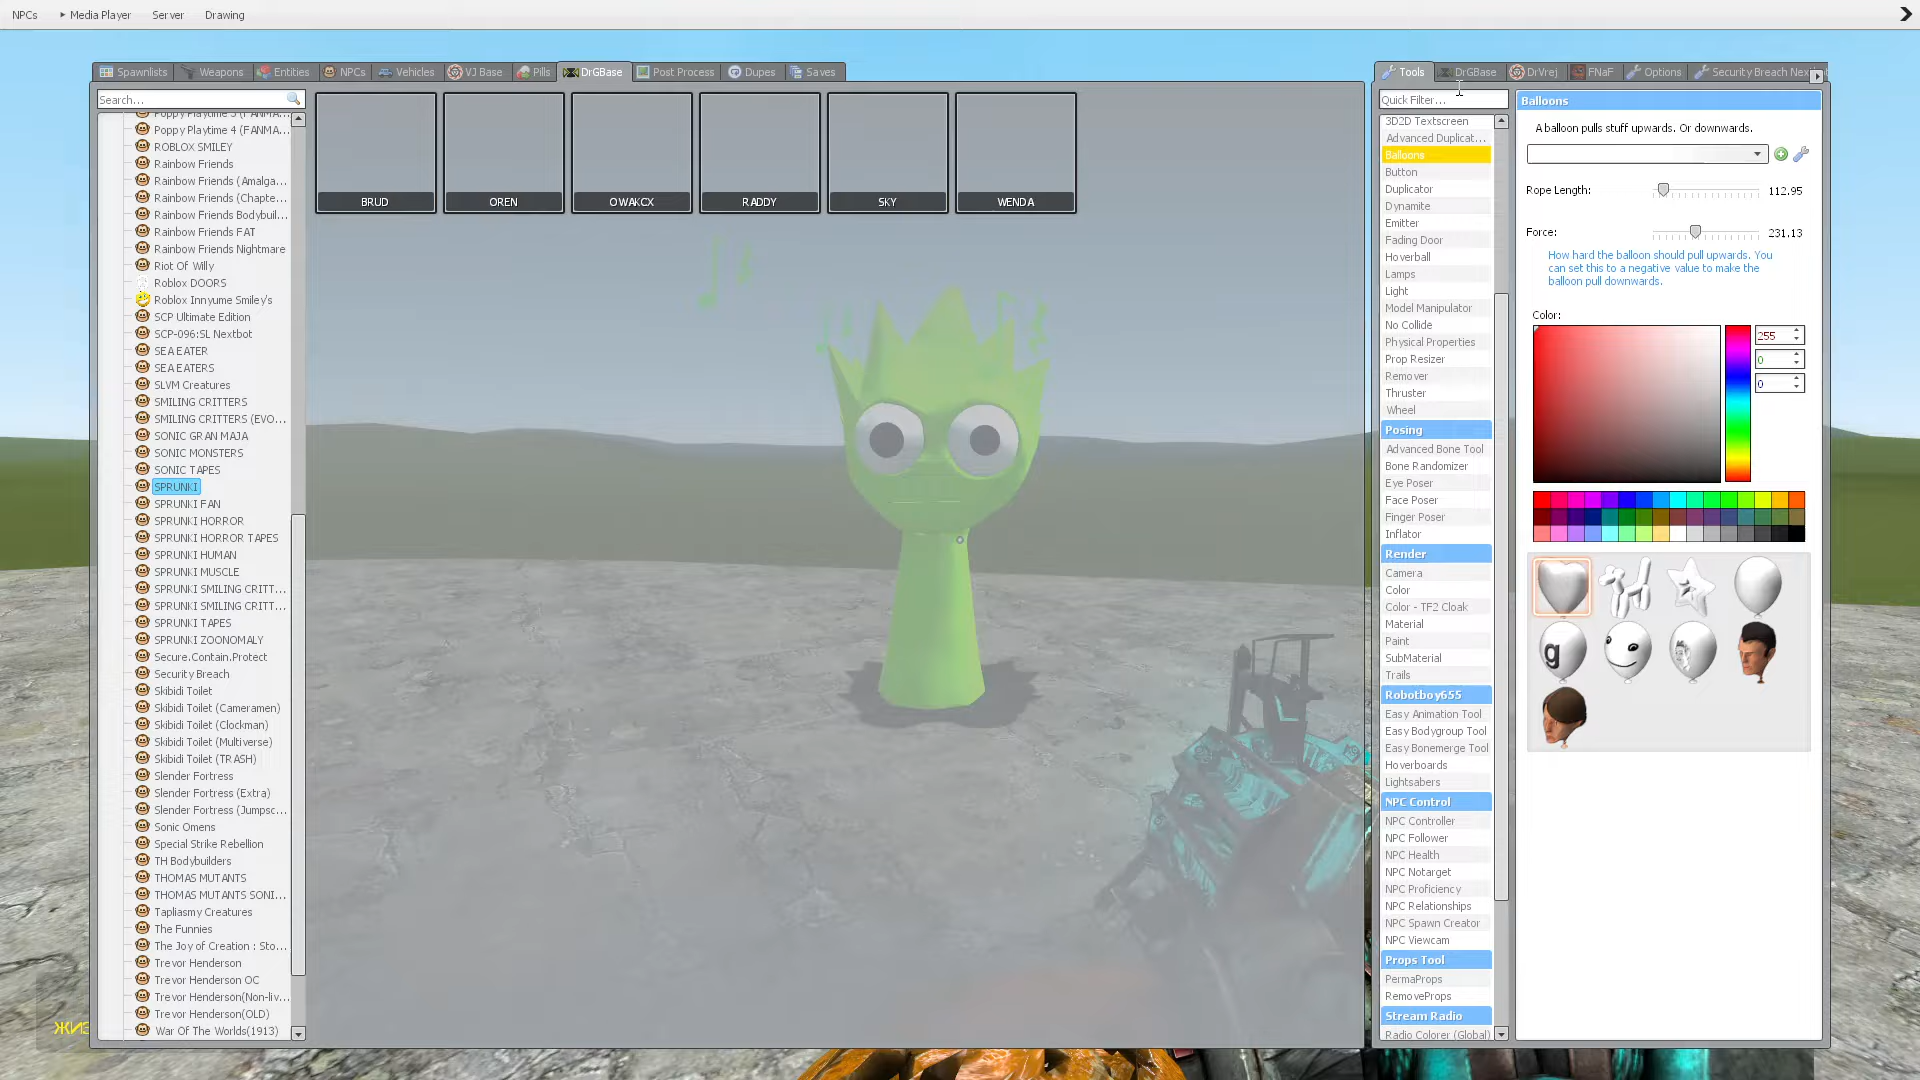 NPCs
Media Player
Server
Drawing
Spawnlists
Weapons
Entities
NPCs
Vehicles
VJ Base
Pills
DrGBase
Post Process
Dupes
Saves
Search...
ROBLOX SMILEY
Poppy Playtime 4 (FANMA...
Rainbow Friends
Rainbow Friends (Amalga...
Rainbow Friends (Chapte...
Rainbow Friends Bodybuil...
Rainbow Friends FAT
Rainbow Friends Nightmare
Riot Of Willy
Roblox DOORS
Roblox Innyume Smiley's
SCP Ultimate Edition
SCP-096:SL Nextbot
SEA EATER
SEA EATERS
SLVM Creatures
SMILING CRITTERS
SMILING CRITTERS (EVO...
SONIC GRAN MAJA
SONIC MONSTERS
SONIC TAPES
SPRUNKI
SPRUNKI FAN
SPRUNKI HORROR
SPRUNKI HORROR TAPES
SPRUNKI HUMAN
SPRUNKI MUSCLE
SPRUNKI SMILING CRITT...
SPRUNKI SMILING CRITT...
SPRUNKI TAPES
SPRUNKI ZOONOMALY
Secure.Contain.Protect
Security Breach
Skibidi Toilet
Skibidi Toilet (Cameramen)
Skibidi Toilet (Clockman)
Skibidi Toilet (Multiverse)
Skibidi Toilet (TRASH)
Slender Fortress
Slender Fortress (Extra)
Slender Fortress (Jumpsc...
Sonic Omens
Special Strike Rebellion
TH Bodybuilders
THOMAS MUTANTS
THOMAS MUTANTS SONI...
Tapliasmy Creatures
The Funnies
The Joy of Creation : Sto...
Trevor Henderson
Trevor Henderson OC
Trevor Henderson(Non-liv...
Trevor Henderson(OLD)
War Of The Worlds(1913)
BRUD
OREN
OWAKCX
RADDY
SKY
WENDA
Tools
DrGBase
DrVrej
FNaF
Options
Security Breach
Quick Filter...
3D2D Textscreen
Advanced Duplicat...
Balloons
Button
Duplicator
Dynamite
Emitter
Fading Door
Hoverball
Lamps
Light
Model Manipulator
No Collide
Physical Properties
Prop Resizer
Remover
Thruster
Wheel
Posing
Advanced Bone Tool
Bone Randomizer
Eye Poser
Face Poser
Finger Poser
Inflator
Render
Camera
Color
Color - TF2 Cloak
Material
Paint
SubMaterial
Trails
Robotboy655
Easy Animation Tool
Easy Bodygroup Tool
Easy Bonemerge Tool
Hoverboards
Lightsabers
NPC Control
NPC Controller
NPC Follower
NPC Health
NPC Notarget
NPC Proficiency
NPC Relationships
NPC Spawn Creator
NPC Viewcam
Props Tool
PermaProps
RemoveProps
Stream Radio
Radio Colorer (Global)
Balloons
A balloon pulls stuff upwards. Or downwards.
Rope Length:
112.95
Force:
231.13
How hard the balloon should pull upwards. You
can set this to a negative value to make the
balloon pull downwards.
Color:
255
0
0
g